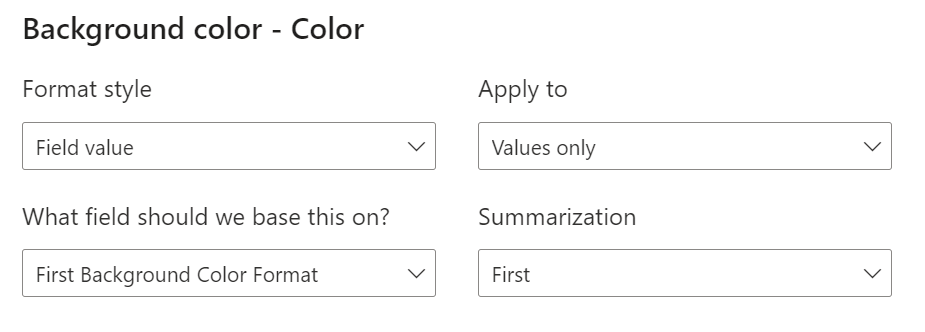 Background color - Color
Format style
Apply to
Field value
Values only
What field should we base this on?
Summarization
First Background Color Format
First